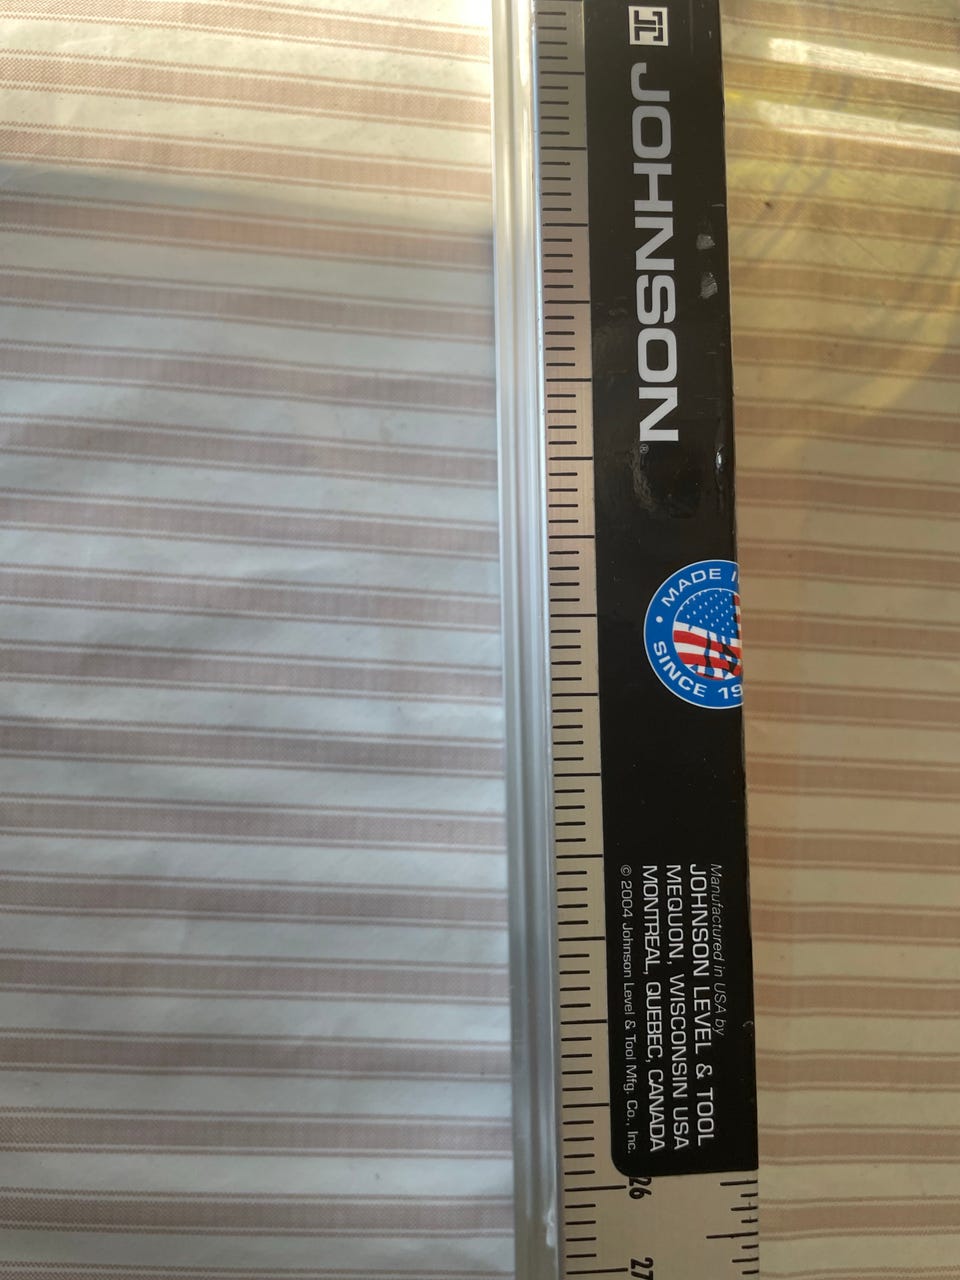 JOHNSON®
MADE I
• SINCE 19
Manufactured in USA by
JOHNSON LEVEL & TOOL
MEQUON, WISCONSIN USA
MONTREAL, QUEBEC, CANADA
© 2004 Johnson Level & Tool Mfg. Co., Inc.
26
27